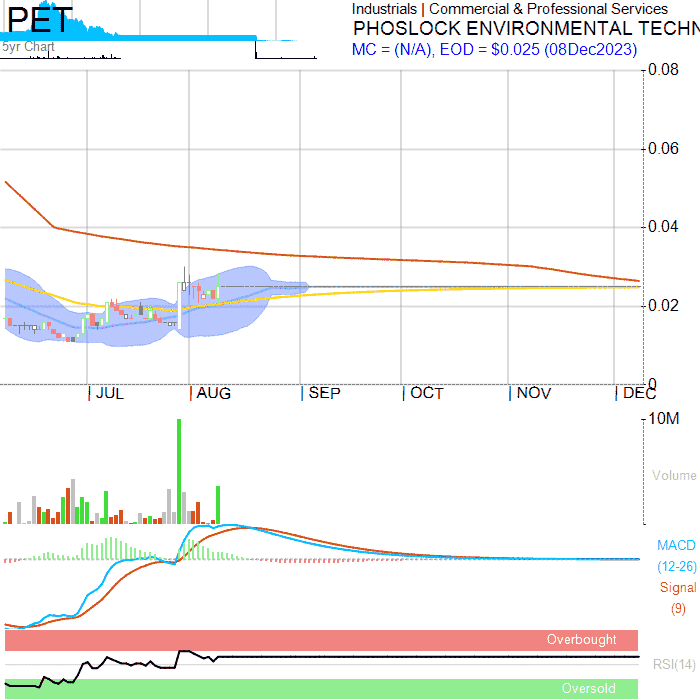 PET
5yr Chart
Industrials | Commercial & Professional Services
PHOSLOCK ENVIRONMENTAL TECHN
MC = (N/A), EOD = $0.025 (08Dec2023)
0.08
0.06
0.04
0.02
0
JUL AUG SEP OCT NOV DEC
10M
Volume
MACD
(12-26)
Signal
(9)
Overbought
RSI(14)
Oversold